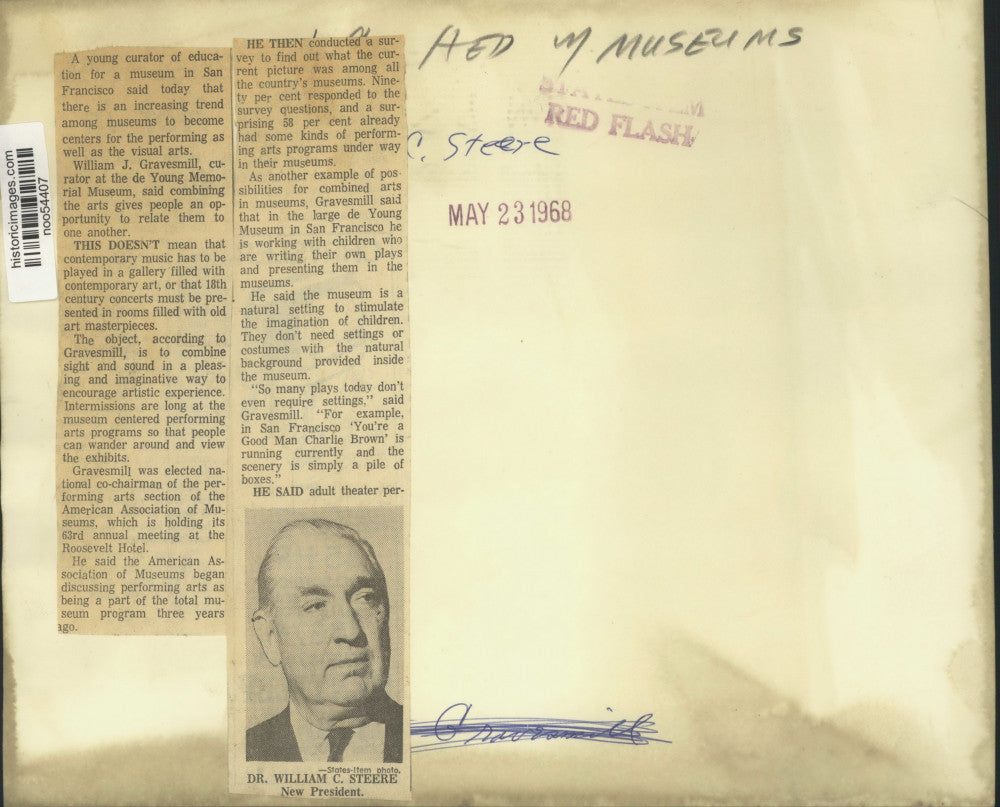 A young curator of educa-
tion for a museum in San
Francisco said today that
there is an increasing trend
among museums to become
centers for the performing as
well as the visual arts.
William J. Gravesmill, cu-
rator at the de Young Memo-
rial Museum, said combining
the arts gives people an op-
portunity to relate them to
one another.
THIS DOESN'T mean that
contemporary music has to be
played in a gallery filled with
contemporary art, or that 18th
century concerts must be pre-
sented in rooms filled with old
art masterpieces.
The object, according to
Gravesmill, is to combine
sight and sound in a pleas-
ing and imaginative way to
encourage artistic experience.
Intermissions are long at the
museum centered performing
arts programs so that people
can wander around and view
the exhibits.
Gravesmill was elected na-
tional co-chairman of the per-
forming arts section of the
American Association of Mu-
seums, which is holding its
63rd annual meeting at the
Roosevelt Hotel.
He said the American As-
sociation of Museums began
discussing performing arts as
being a part of the total mu-
seum program three years
ago.
HE THEN conducted a sur-
vey to find out what the cur-
rent picture was among all
the country's museums. Nine-
ty per cent responded to the
survey questions, and a sur-
prising 58 per cent already
had some kinds of perform-
ing arts programs under way
in their museums.
As another example of pos-
sibilities for combined arts
in museums, Gravesmill said
that in the large de Young
Museum in San Francisco he
is working with children who
are writing their own plays
and presenting them in the
museums.
He said the museum is a
natural setting to stimulate
the imagination of children.
They don't need settings or
costumes with the natural
background provided inside
the museum.
"So many plays today don't
even require settings," said
Gravesmill. "For example,
in San Francisco 'You're a
Good Man Charlie Brown' is
running currently and the
scenery is simply a pile of
boxes."
HE SAID adult theater per-
—States-Item photo.
DR. WILLIAM C. STEERE
New President.
HED W/ MUSEUMS
RED FLASH
C. Steere
MAY 23 1968
Gravesmill
historicimages.com
noo54407